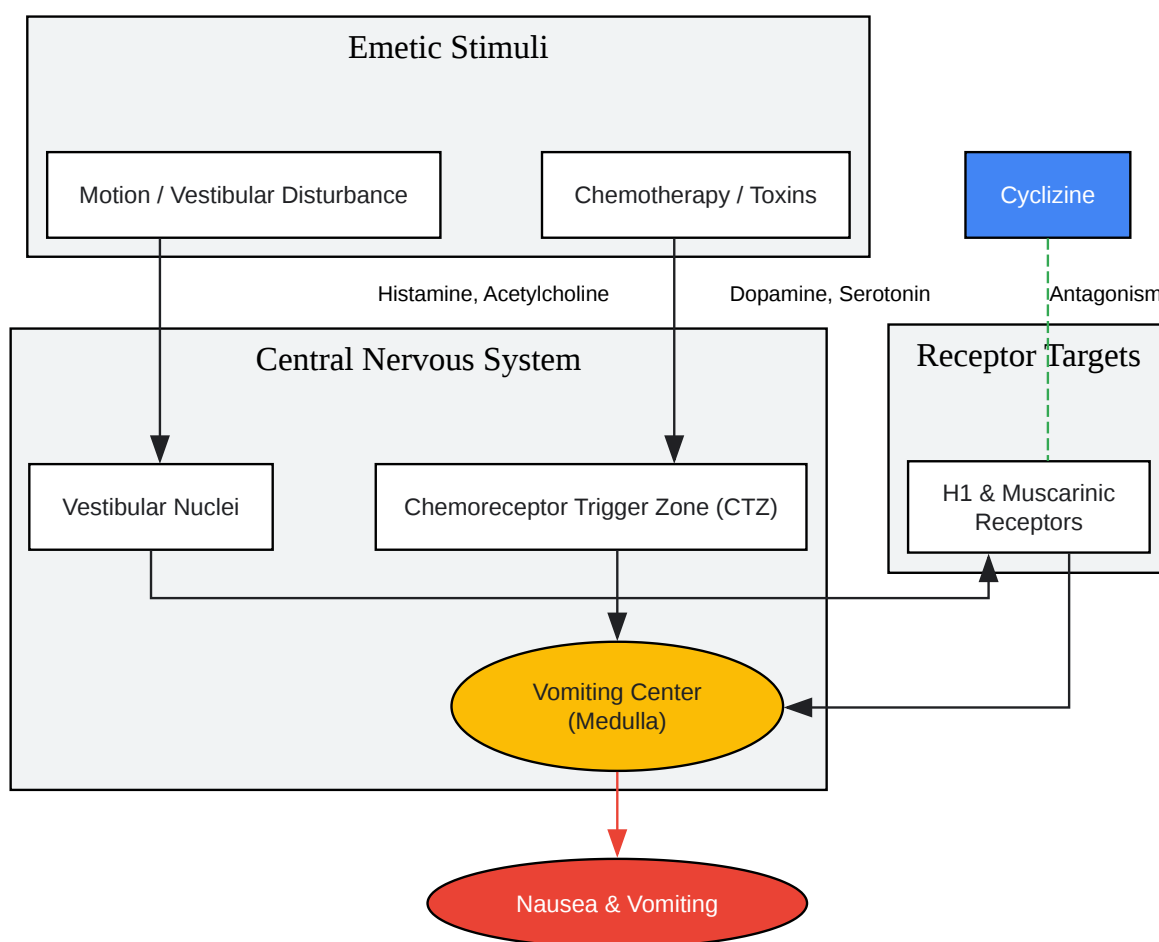 Emetic Stimuli
Motion / Vestibular Disturbance
Chemotherapy / Toxins
Cyclizine
Histamine, Acetylcholine
Dopamine, Serotonin
Antagonism
Central Nervous System
Receptor Targets
Vestibular Nuclei
Chemoreceptor Trigger Zone (CTZ)
H1 & Muscarinic
Receptors
Vomiting Center
(Medulla)
Nausea & Vomiting